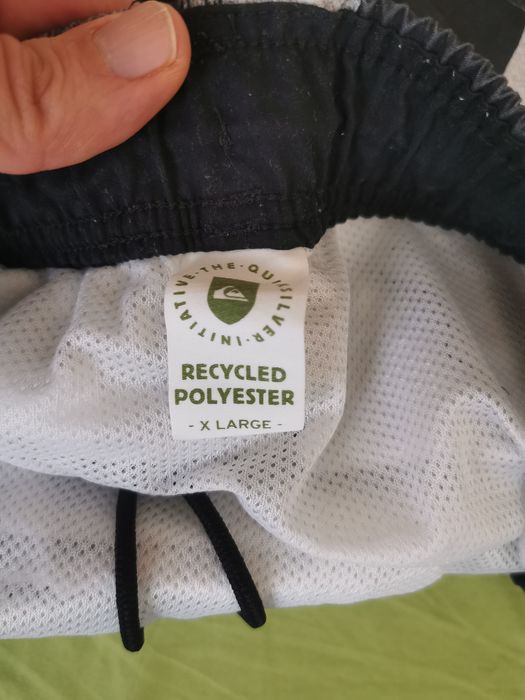 ·THE·QUIKSILVER·INITIATIVE
RECYCLED
POLYESTER
- X LARGE -